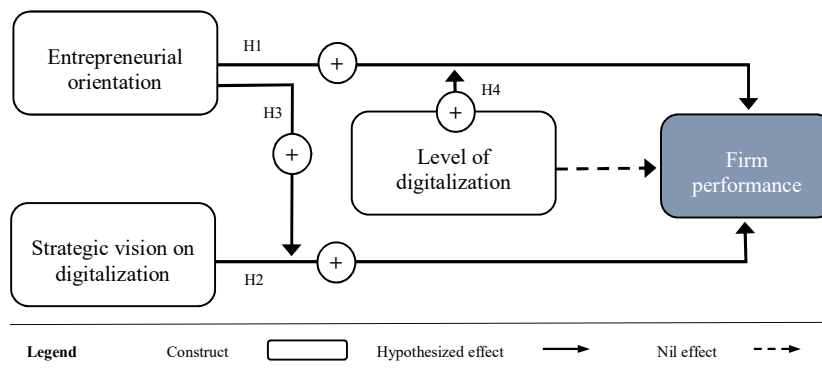 Entrepreneurial
orientation
H1
+
H3
+
H4
+
Level of
digitalization
Firm
performance
Strategic vision on
digitalization
H2
+
Legend
Construct
Hypothesized effect
Nil effect